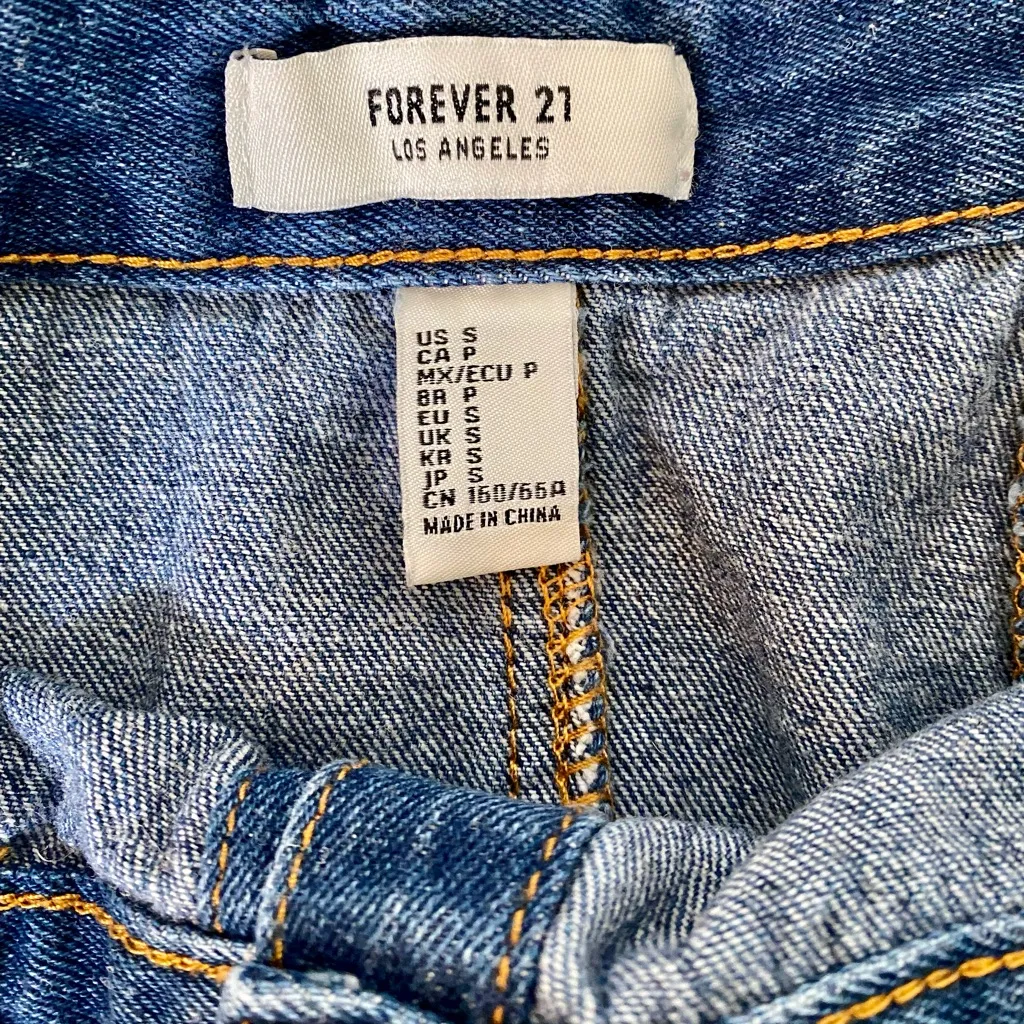 FOREVER 21
LOS ANGELES
US S
CA P
MX/ECU P
BR P
EU S
UK S
KR S
JP S
CN 160/66A
MADE IN CHINA